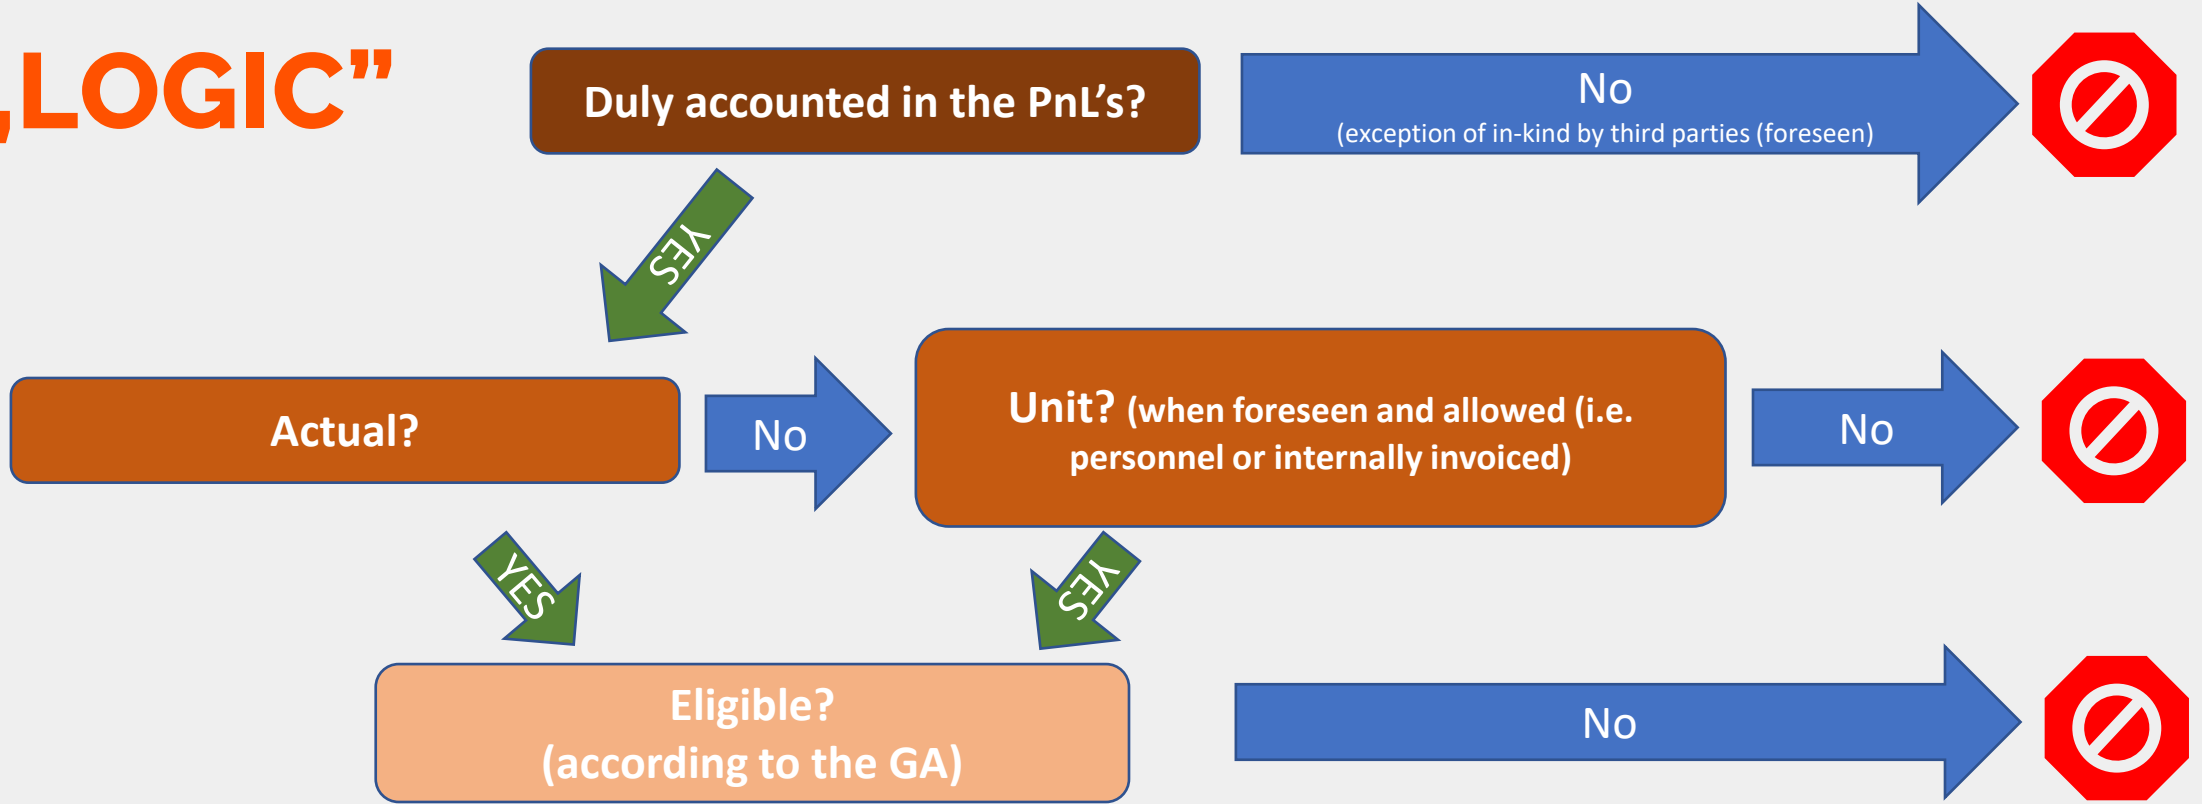 „LOGIC”
Duly accounted in the PnL’s?
No
(exception of in-kind by third parties (foreseen)
YES
Actual?
No
Unit? (when foreseen and allowed (i.e.
personnel or internally invoiced)
No
YES
YES
Eligible?
(according to the GA)
No